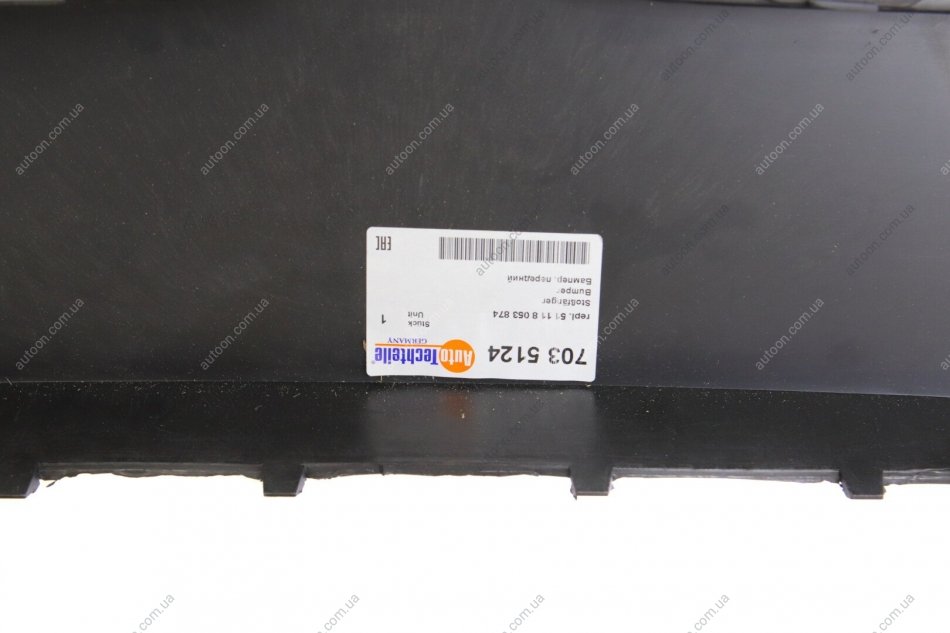 703 5124
AutoTechteile
GERMANY
repl. 51 11 8 053 874
Stuck
Unit
1
Stoßfänger
Bumper
Бампер, передний
EAC
autoon.com.ua